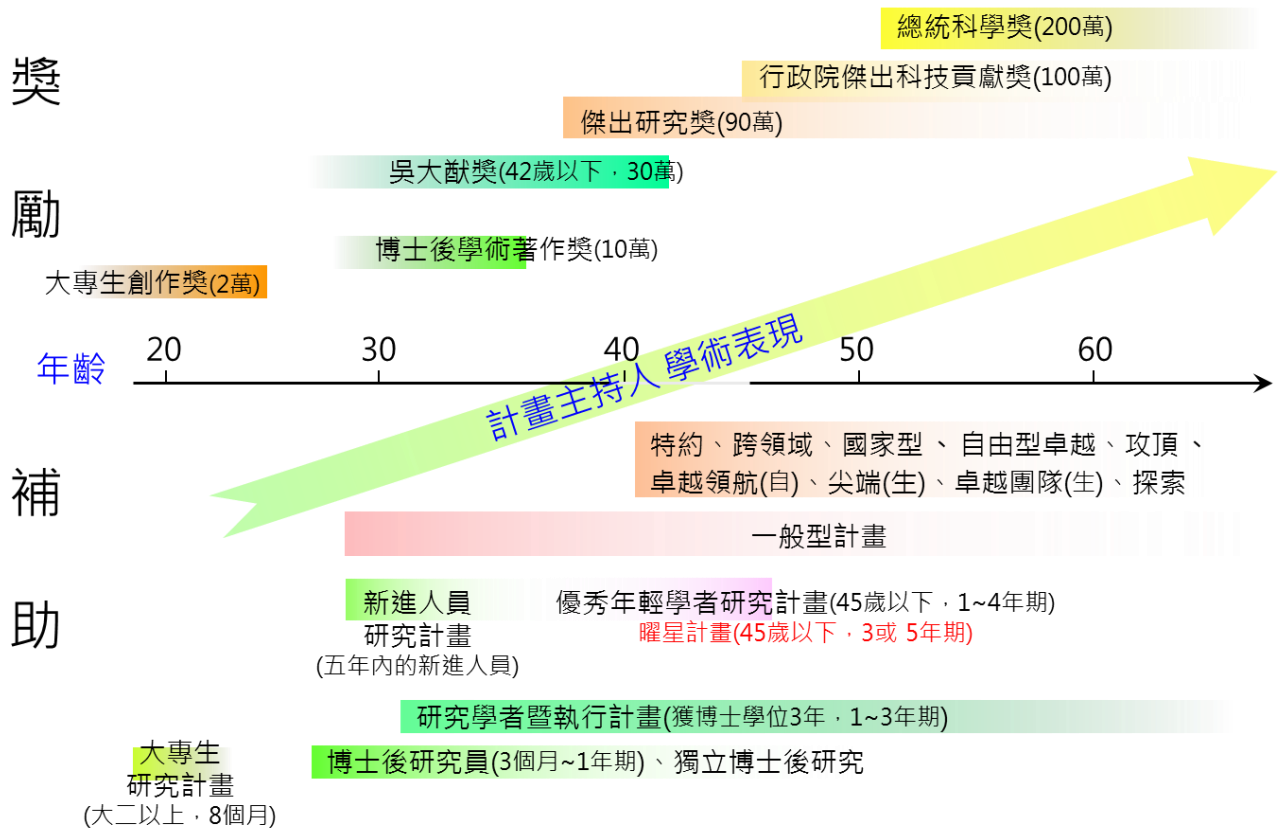 獎
勵
總統科學獎(200萬)
行政院傑出科技貢獻獎(100萬)
傑出研究獎(90萬)
吳大猷獎(42歲以下，30萬)
博士後學術著作獎(10萬)
大專生創作獎(2萬)
年齡
20 30 40 50 60
計畫主持人 學術表現
補
助
特約、跨領域、國家型、自由型卓越、攻頂、
卓越領航(自)、尖端(生)、卓越團隊(生)、探索
一般型計畫
新進人員
研究計畫
(五年內的新進人員)
優秀年輕學者研究計畫(45歲以下，1~4年期)
曜星計畫(45歲以下，3或 5年期)
研究學者暨執行計畫(獲博士學位3年，1~3年期)
大專生
研究計畫
(大二以上，8個月)
博士後研究員(3個月~1年期)、獨立博士後研究